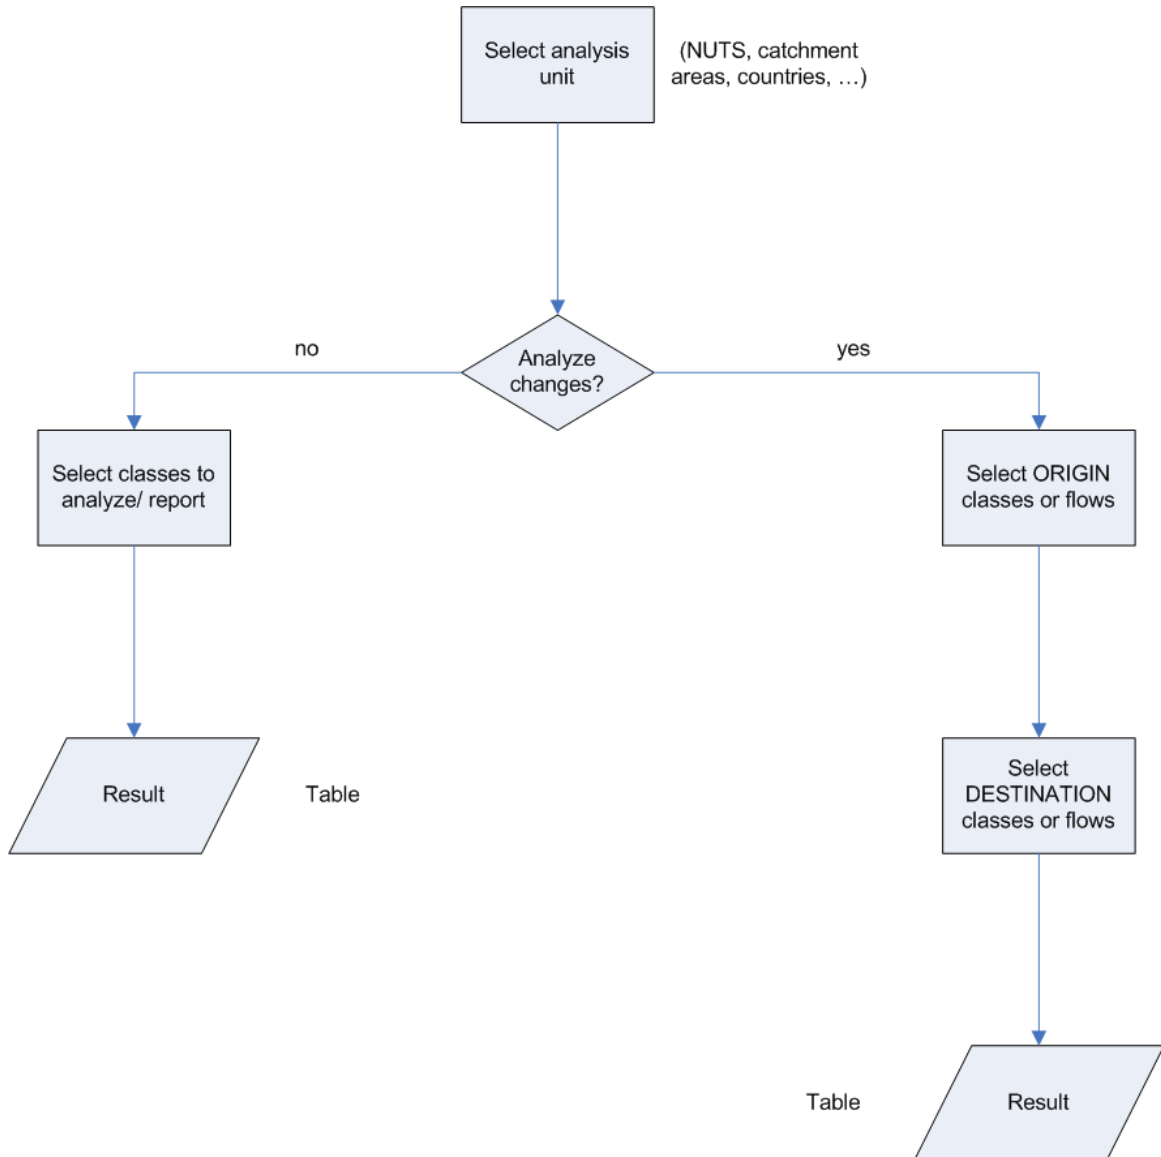 Select analysis
unit
(NUTS, catchment
areas, countries, …)
no
Analyze
changes?
yes
Select classes to
analyze/ report
Select ORIGIN
classes or flows
Result
Table
Select
DESTINATION
classes or flows
Table
Result